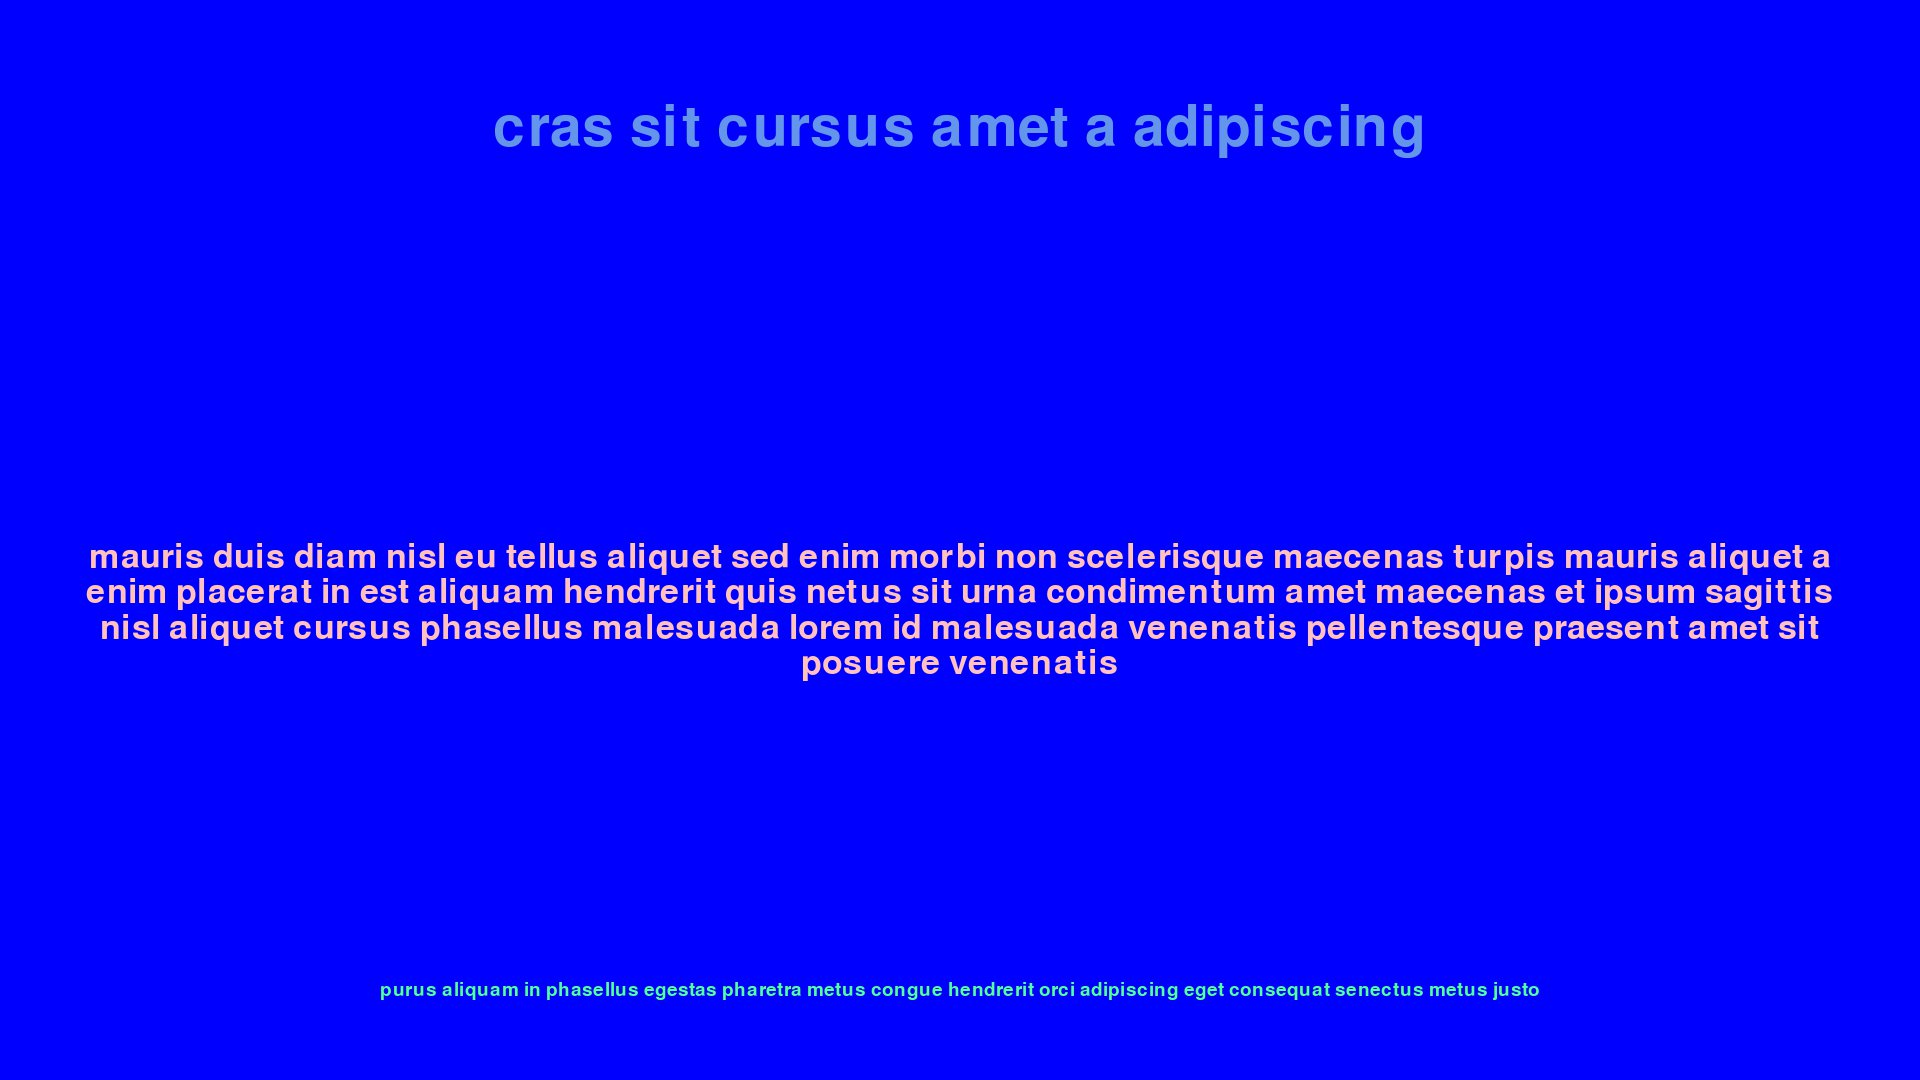 cras sit cursus amet a adipiscing
mauris duis diam nisl eu tellus aliquet sed enim morbi non scelerisque maecenas turpis mauris aliquet a
enim placerat in est aliquam hendrerit quis netus sit urna condimentum amet maecenas et ipsum sagittis
nisl aliquet cursus phasellus malesuada lorem id malesuada venenatis pellentesque praesent amet sit
posuere venenatis
purus aliquam in phasellus egestas pharetra metus congue hendrerit orci adipiscing eget consequat senectus metus justo